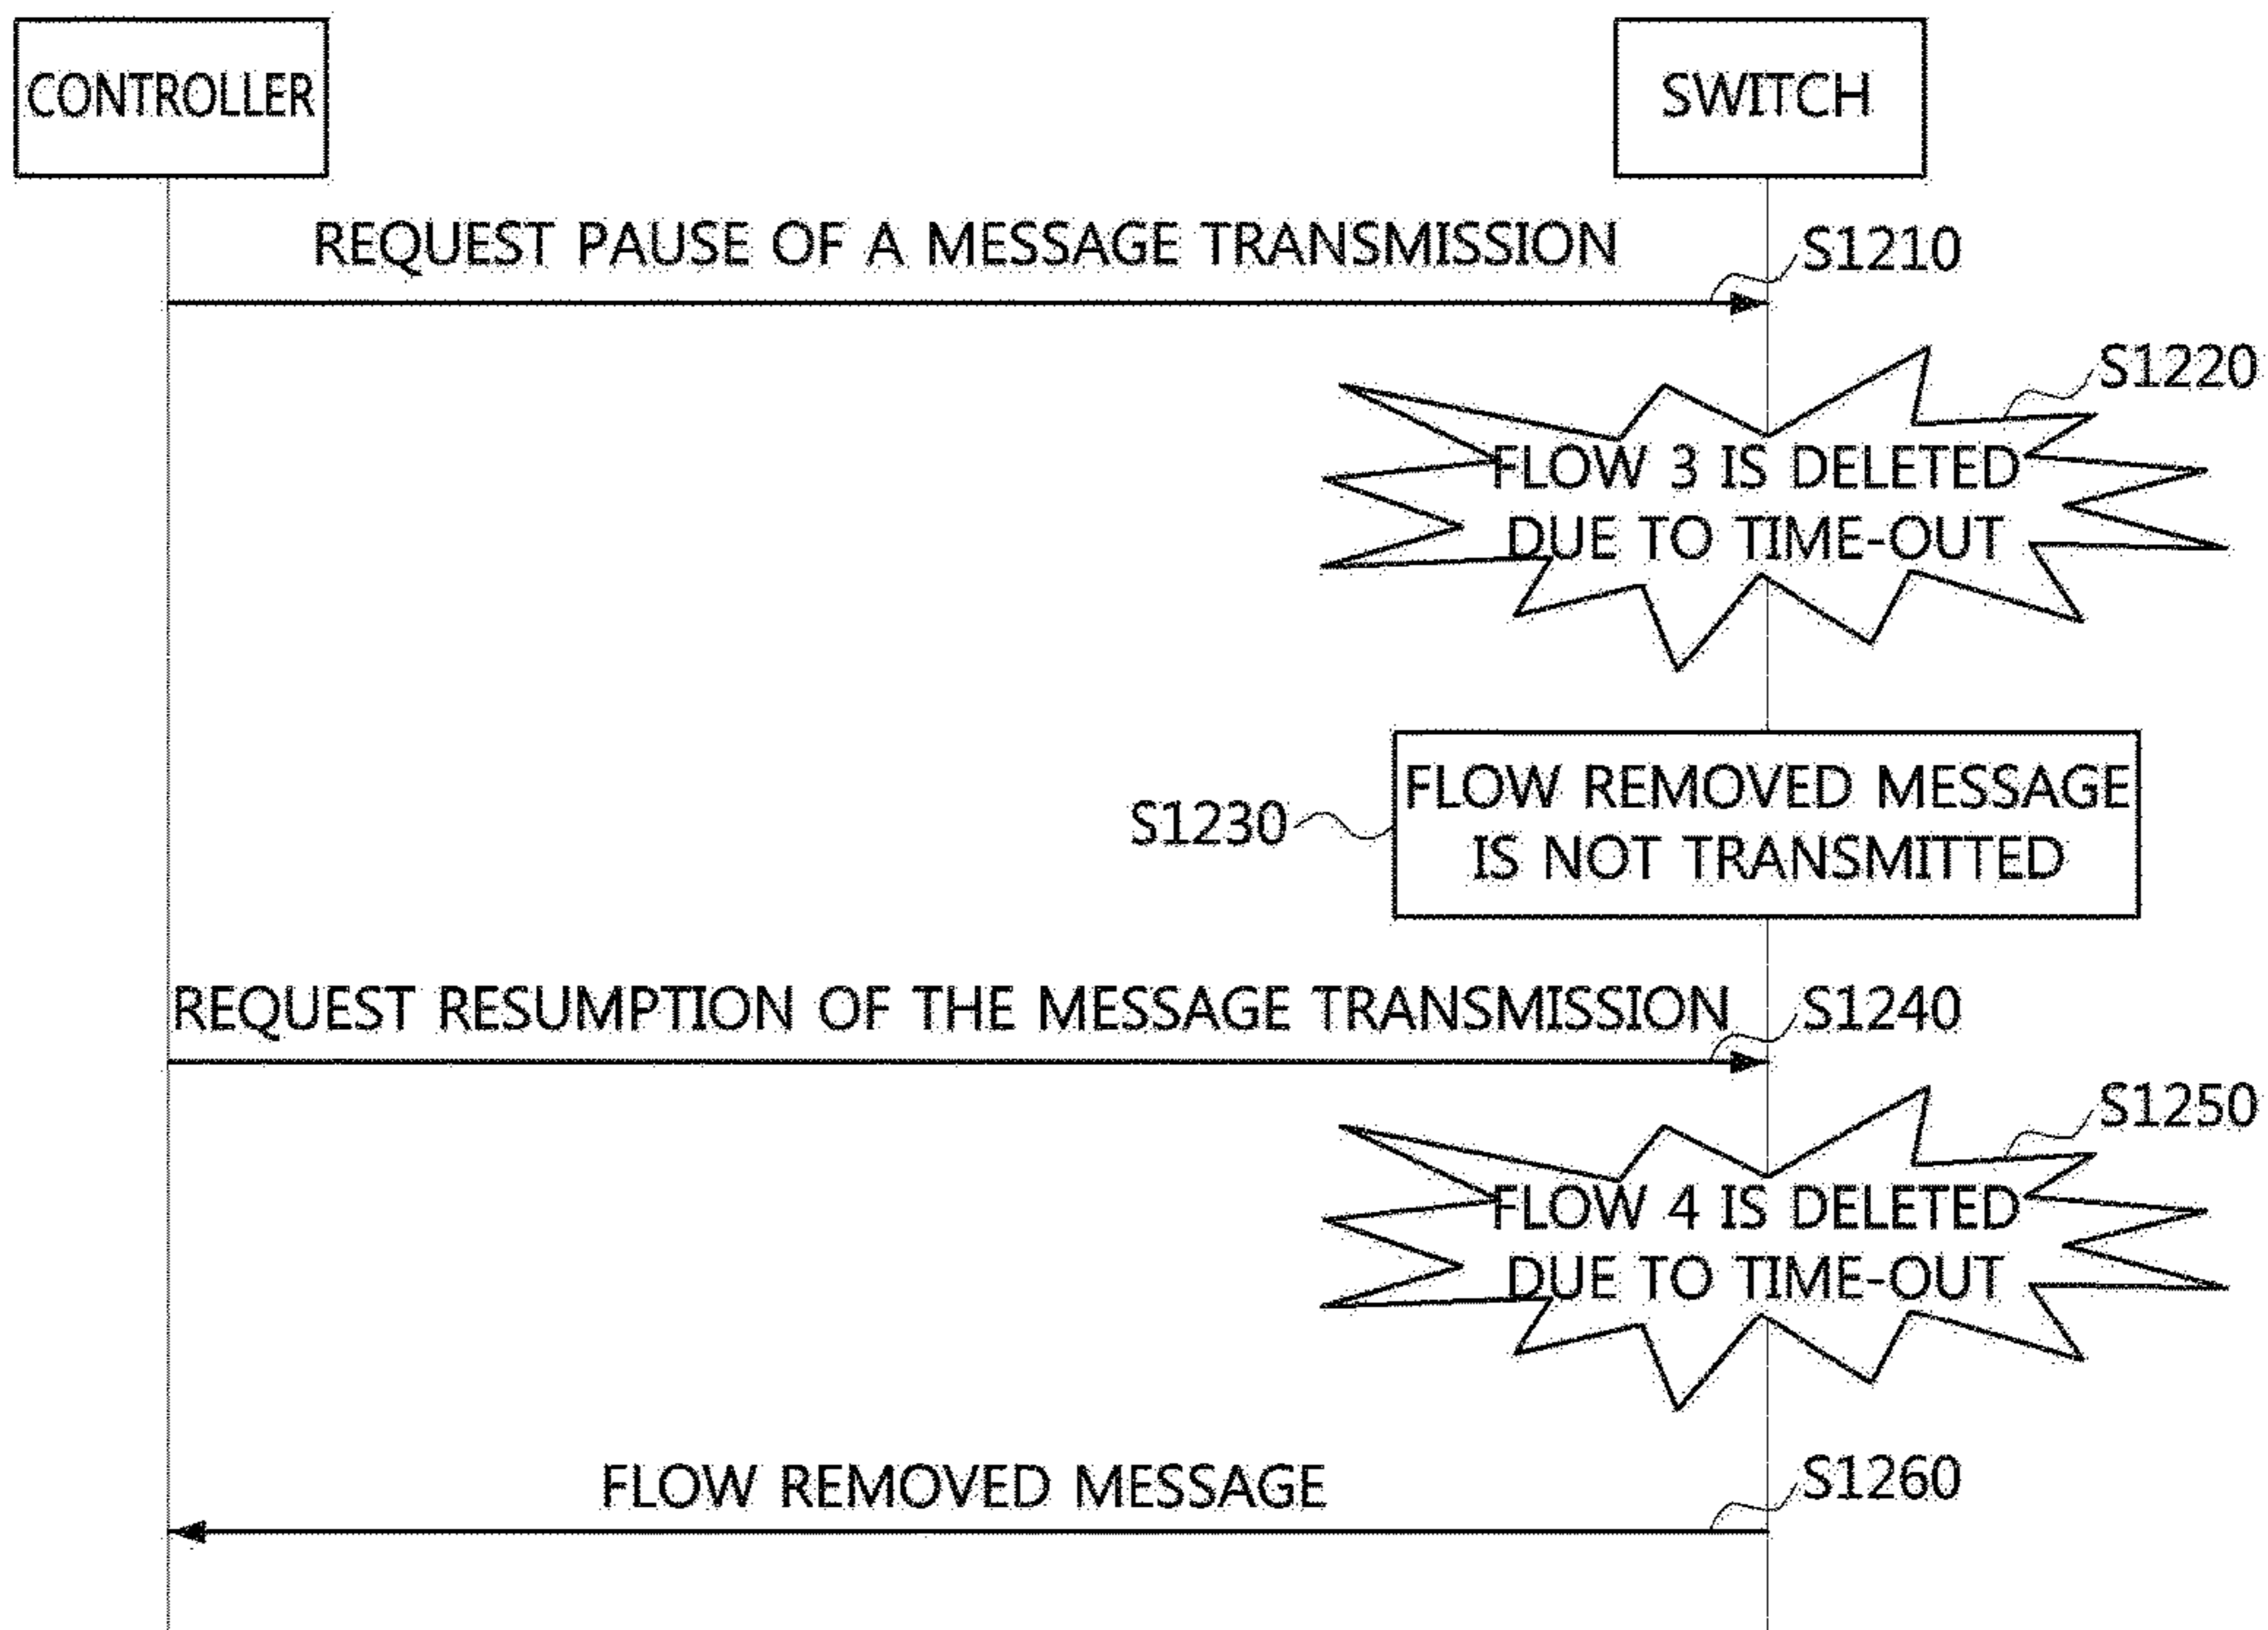 CONTROLLER
SWITCH
REQUEST PAUSE OF A MESSAGE TRANSMISSION
S1210
S1220
FLOW 3 IS DELETED
DUE TO TIME-OUT
FLOW REMOVED MESSAGE
IS NOT TRANSMITTED
S1230
REQUEST RESUMPTION OF THE MESSAGE TRANSMISSION
S1240
S1250
FLOW 4 IS DELETED
DUE TO TIME-OUT
FLOW REMOVED MESSAGE
S1260